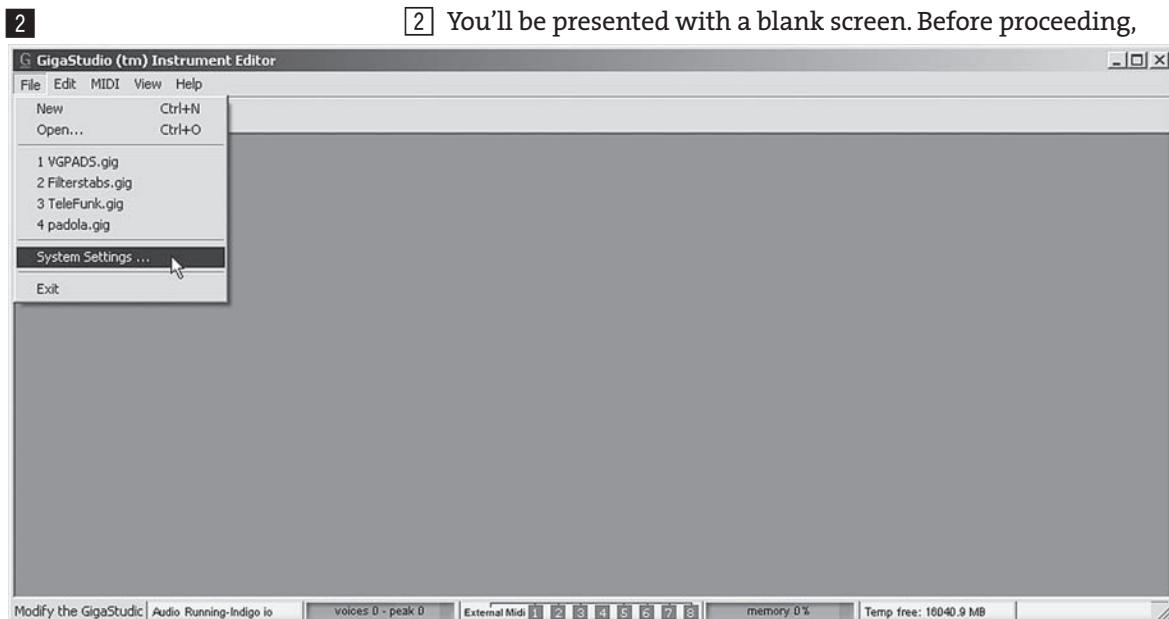 2
2 You'll be presented with a blank screen. Before proceeding,
G GigaStudio (tm) Instrument Editor
File Edit MIDI View Help
New Ctrl+N
Open... Ctrl+O
1 VGPADS.gig
2 Filterstabs.gig
3 TeleFunk.gig
4 padola.gig
System Settings ...
Exit
Modify the GigaStudic Audio Running-Indigo io voices 0 - peak 0 External Midi 1 2 3 4 5 6 7 8 memory 0% Temp free: 16040.9 MB